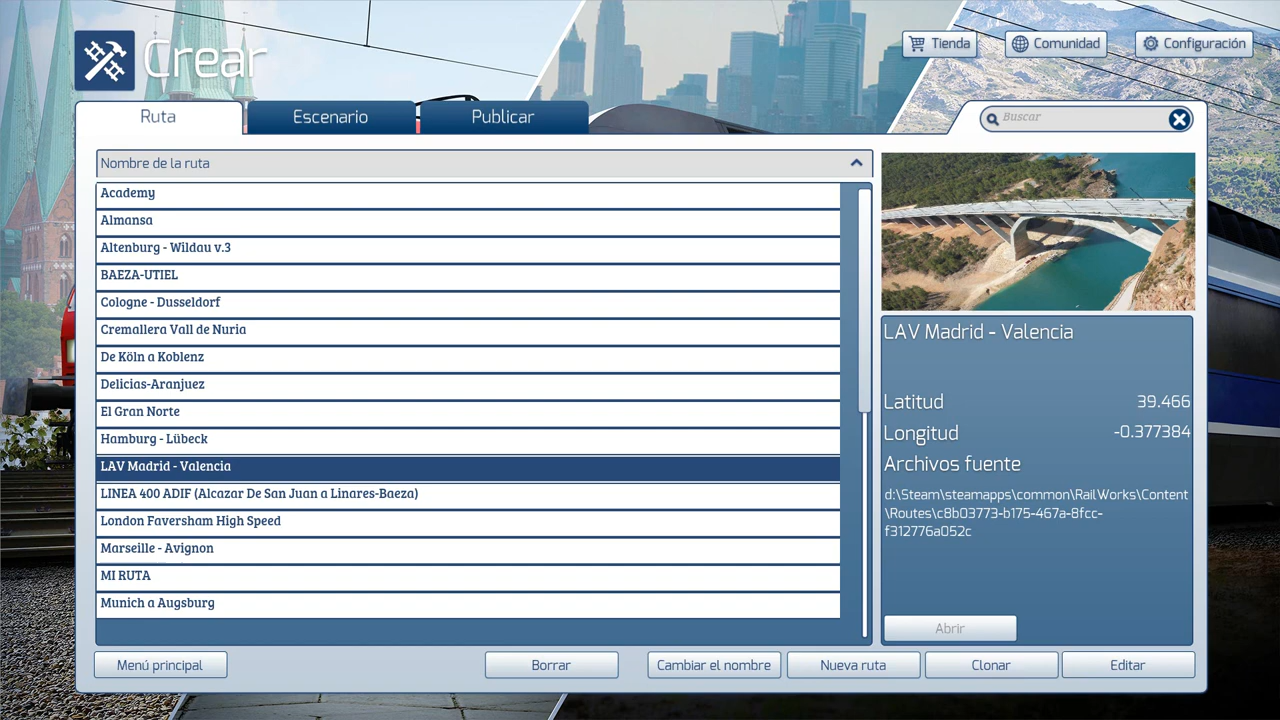 Crear
Tienda
Comunidad
Configuración
Ruta
Escenario
Publicar
Buscar
Nombre de la ruta
Academy
Almansa
Altenburg - Wildau v.3
BAEZA-UTIEL
Cologne - Dusseldorf
Cremallera Vall de Nuria
De Köln a Koblenz
Delicias-Aranjuez
El Gran Norte
Hamburg - Lübeck
LAV Madrid - Valencia
LINEA 400 ADIF (Alcazar De San Juan a Linares-Baeza)
London Faversham High Speed
Marseille - Avignon
MI RUTA
Munich a Augsburg
LAV Madrid - Valencia
Latitud 39.466
Longitud -0.377384
Archivos fuente
d:\Steam\steamapps\common\RailWorks\Content
\Routes\c8b03773-b175-467a-8fcc-
f312776a052c
Abrir
Menú principal
Borrar
Cambiar el nombre
Nueva ruta
Clonar
Editar